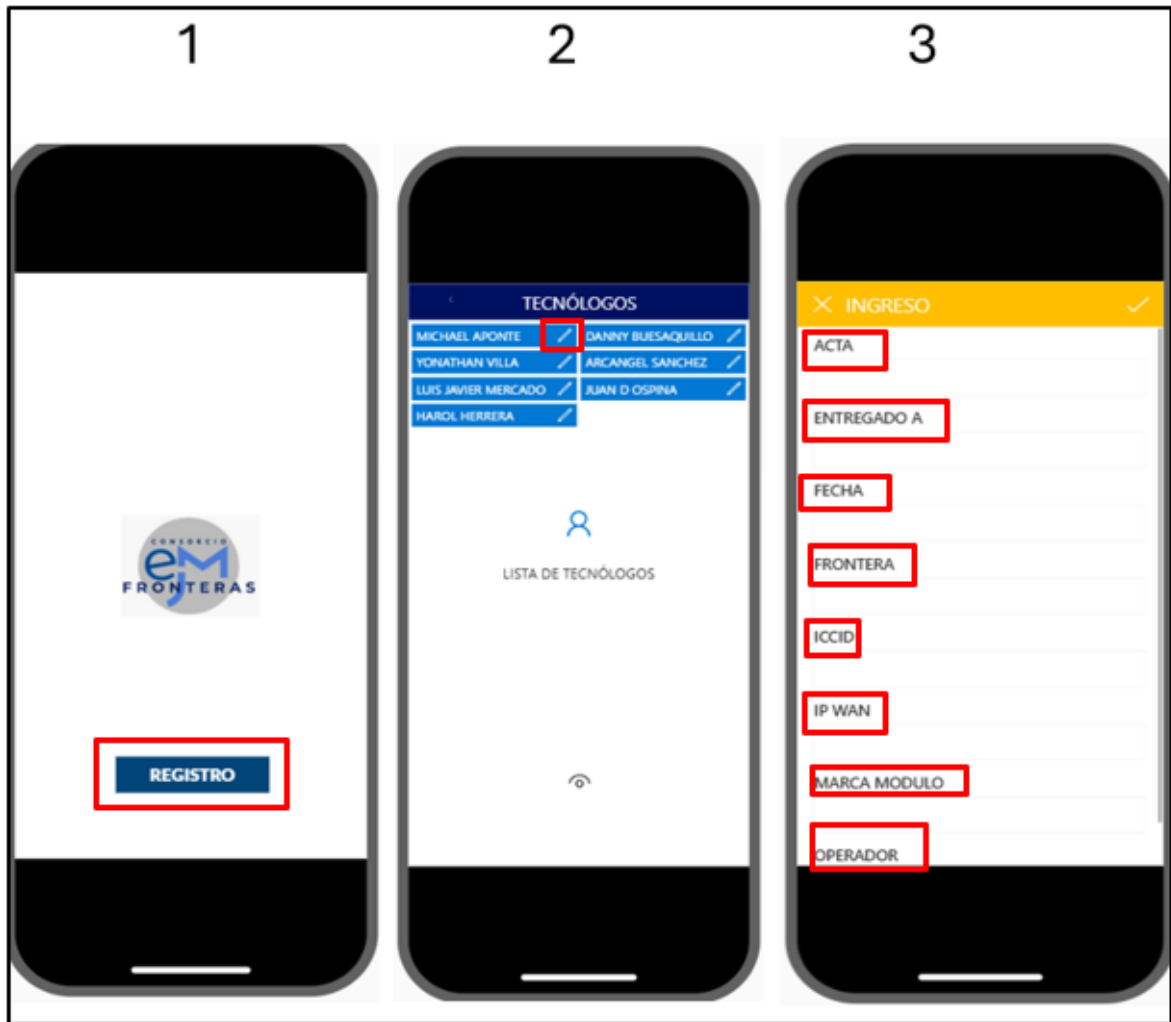 1
2
3
CONSORCIO
eJM
FRONTERAS
REGISTRO
TECNÓLOGOS
MICHAEL APONTE
DANNY BUESAQUILLO
YONATHAN VILLA
ARCANGEL SANCHEZ
LUIS JAVIER MERCADO
JUAN D OSPINA
HAROL HERRERA
LISTA DE TECNÓLOGOS
INGRESO
ACTA
ENTREGADO A
FECHA
FRONTERA
ICCID
IP WAN
MARCA MODULO
OPERADOR